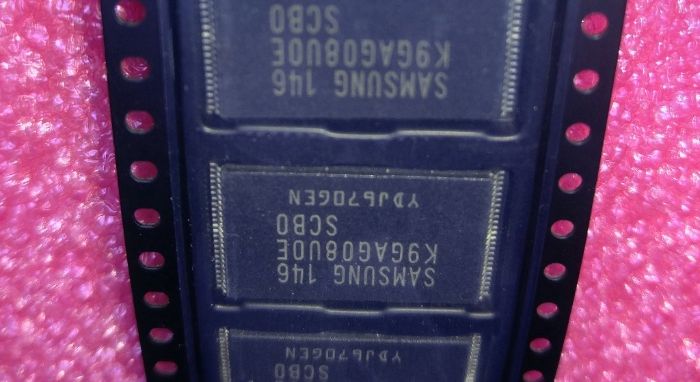 SCB0
YDJ670GEN
SAMSUNG 146
K9GAG08U0E
SCB0
YDJ670GEN
SAMSUNG 146
K9GAG08U0E
SCB0